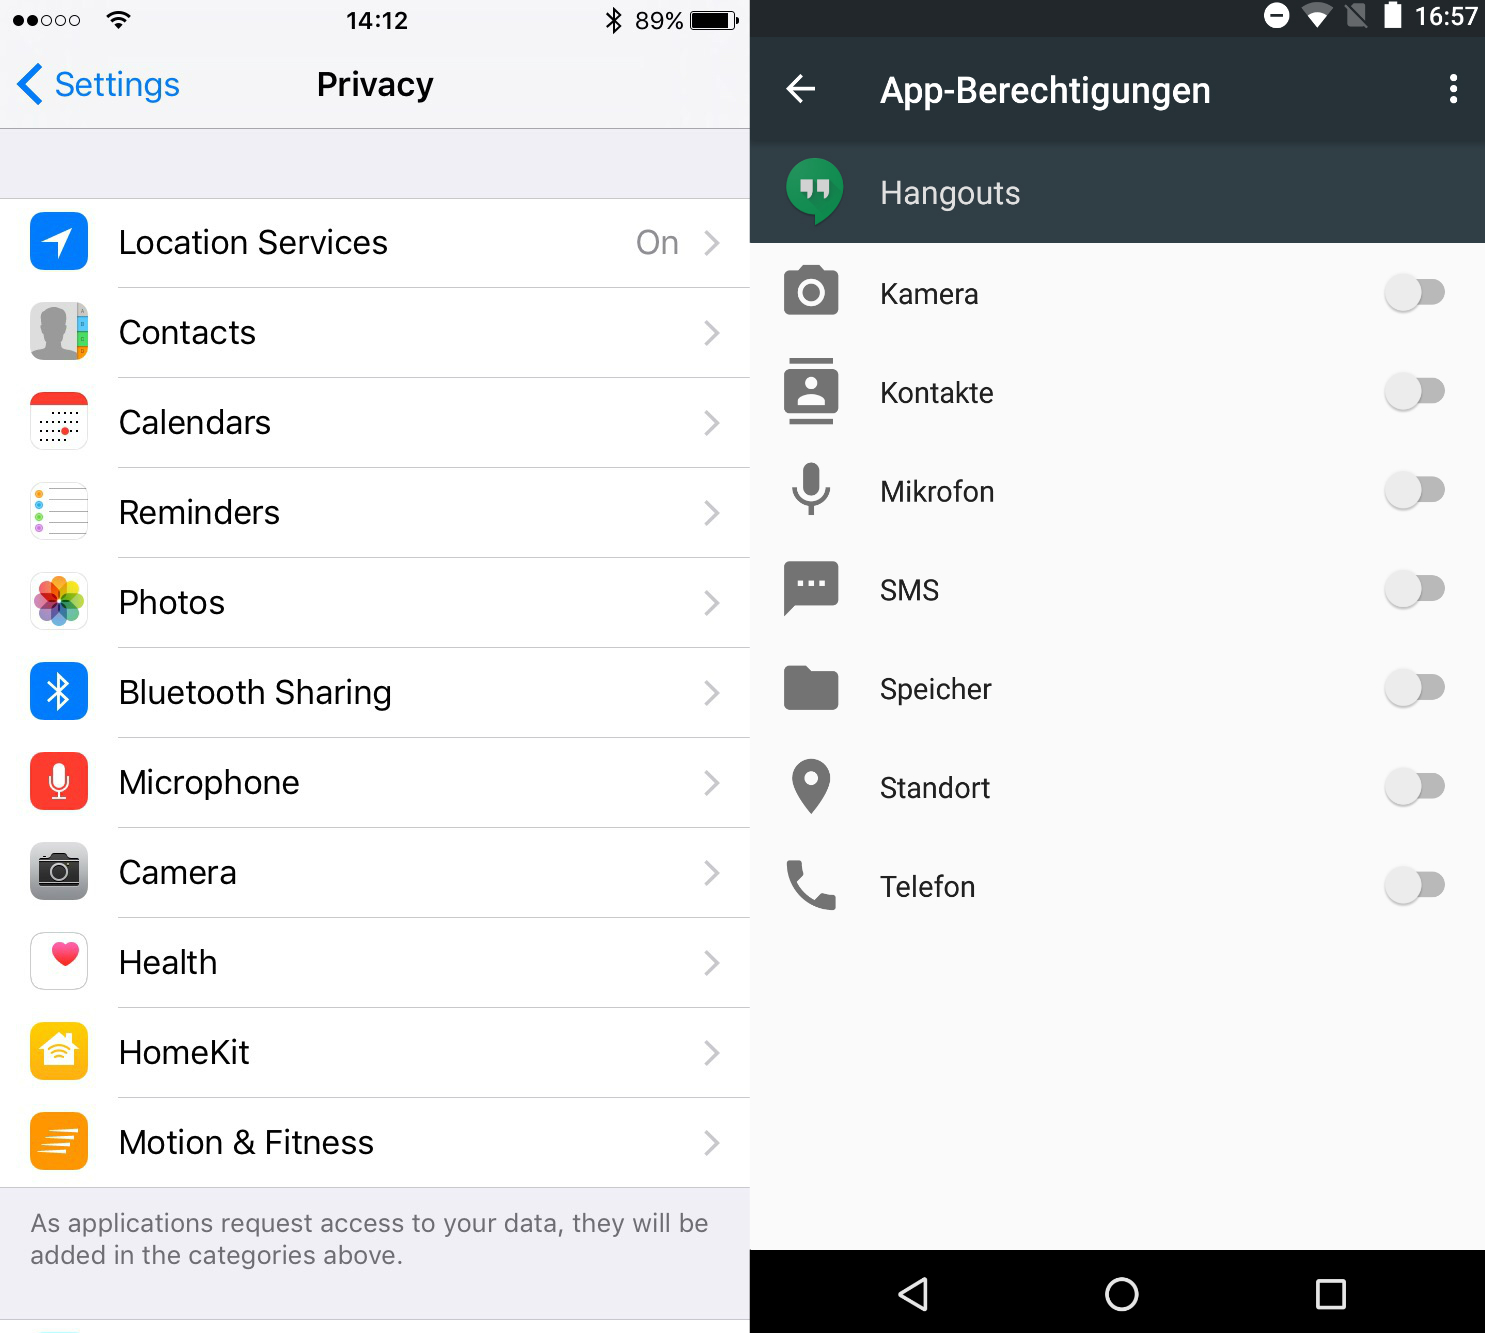 14:12
89%
Settings
Privacy
Location Services
On
Contacts
Calendars
Reminders
Photos
Bluetooth Sharing
Microphone
Camera
Health
HomeKit
Motion & Fitness
As applications request access to your data, they will be
added in the categories above.
16:57
App-Berechtigungen
Hangouts
Kamera
Kontakte
Mikrofon
SMS
Speicher
Standort
Telefon